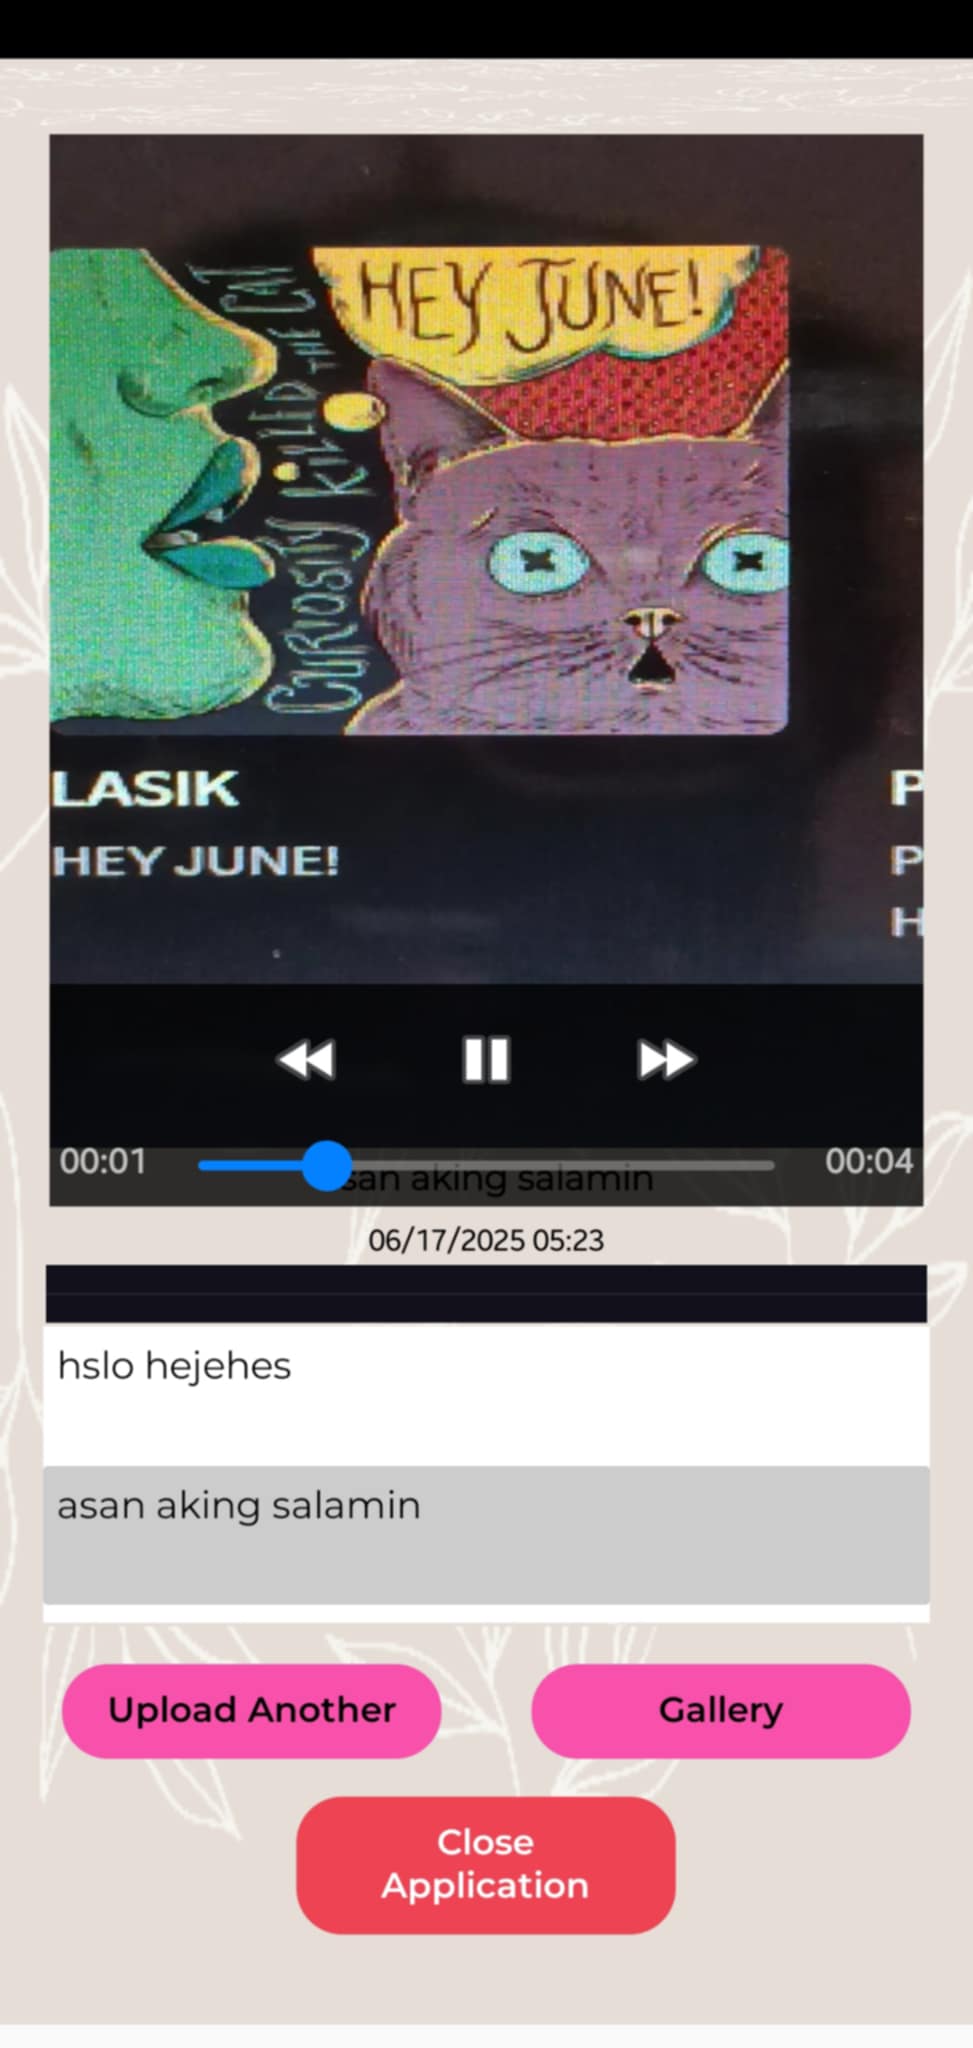 HEY JUNE!
CURIOSITY KILLED THE CAT
LASIK
HEY JUNE!
P
P
H
00:01
00:04
san aking salamin
06/17/2025 05:23
hslo hejehes
asan aking salamin
Upload Another
Gallery
Close
Application